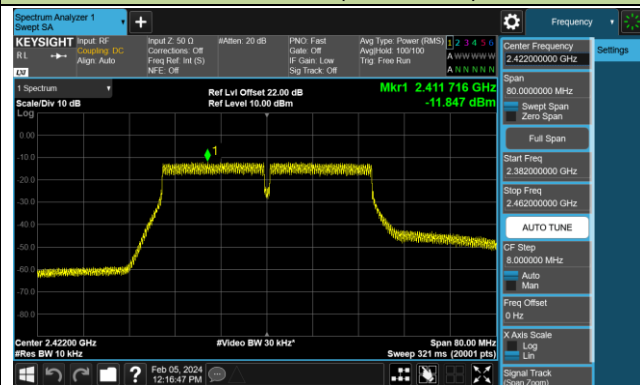 Spectrum Analyzer 1
Swept SA
Frequency
KEYSIGHT
RL
LXI
Input: RF
Coupling: DC
Align: Auto
Input Z: 50 Ω
Corrections: Off
Freq Ref: Int (S)
NFE: Off
#Atten: 20 dB
PNO: Fast
Gate: Off
IF Gain: Low
Sig Track: Off
Avg Type: Power (RMS)
Avg|Hold: 100/100
Trig: Free Run
1 2 3 4 5 6
A W W W W W
A N N N N N
1 Spectrum
Scale/Div 10 dB
Log
Ref Lvl Offset 22.00 dB
Ref Level 10.00 dBm
Mkr1 2.411 716 GHz
-11.847 dBm
1
0.00
-10.0
-20.0
-30.0
-40.0
-50.0
-60.0
-70.0
-80.0
Center 2.42200 GHz
#Res BW 10 kHz
#Video BW 30 kHz*
Span 80.00 MHz
Sweep 321 ms (20001 pts)
Center Frequency
2.422000000 GHz
Settings
Span
80.0000000 MHz
Swept Span
Zero Span
Full Span
Start Freq
2.382000000 GHz
Stop Freq
2.462000000 GHz
AUTO TUNE
CF Step
8.000000 MHz
Auto
Man
Freq Offset
0 Hz
X Axis Scale
Log
Lin
Signal Track
(Span Zoom)
?
Feb 05, 2024
12:16:47 PM